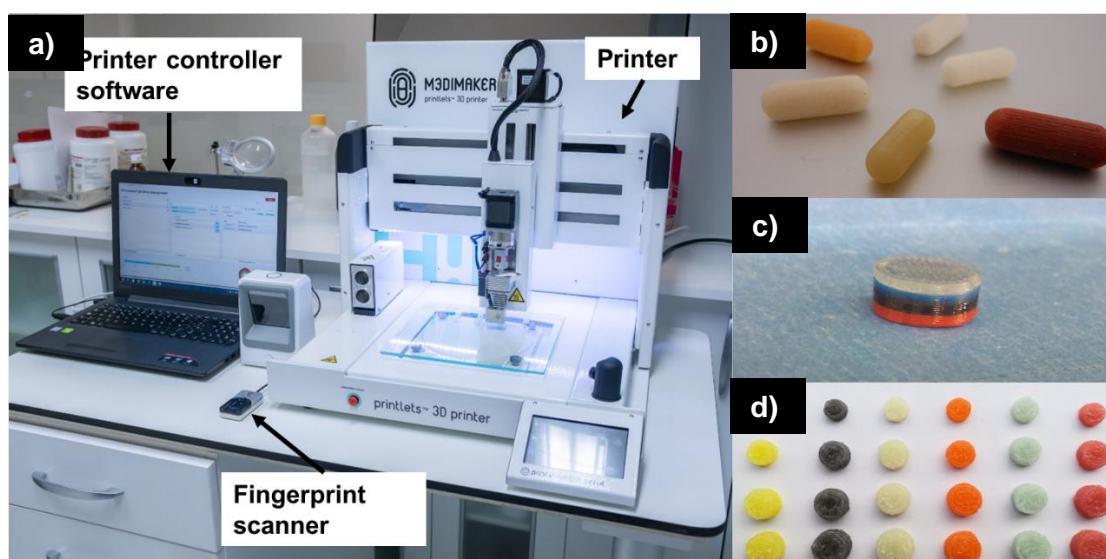 a)
Printer controller
software
M3DIMAKER
printlets™ 3D printer
Printer
printlets™ 3D printer
Fingerprint
scanner
b)
c)
d)